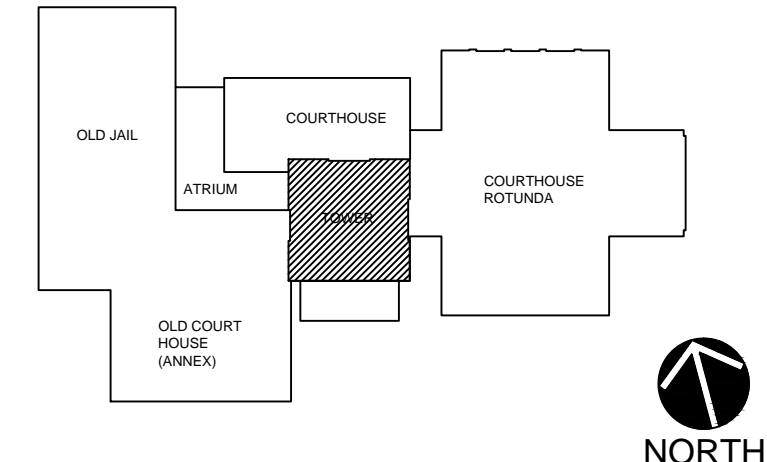 OLD JAIL
COURTHOUSE
ATRIUM
TOWER
COURTHOUSE
ROTUNDA
OLD COURT
HOUSE
(ANNEX)
NORTH